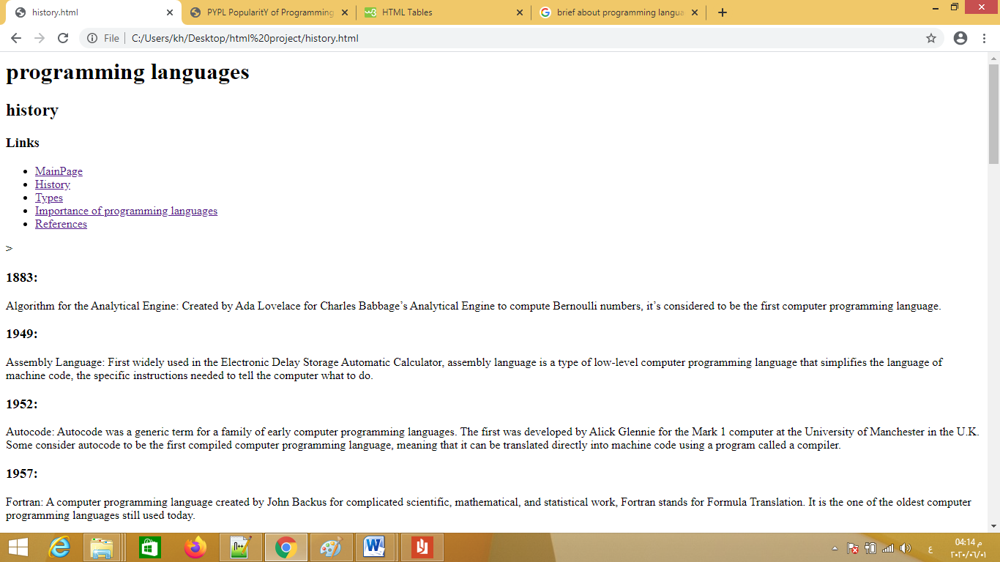 history.html
PYPL PopularitY of Programming
HTML Tables
brief about programming langua
File
C:/Users/kh/Desktop/html%20project/history.html
programming languages
history
Links
• MainPage
• History
• Types
• Importance of programming languages
• References
>
1883:
Algorithm for the Analytical Engine: Created by Ada Lovelace for Charles Babbage’s Analytical Engine to compute Bernoulli numbers, it’s considered to be the first computer programming language.
1949:
Assembly Language: First widely used in the Electronic Delay Storage Automatic Calculator, assembly language is a type of low-level computer programming language that simplifies the language of
machine code, the specific instructions needed to tell the computer what to do.
1952:
Autocode: Autocode was a generic term for a family of early computer programming languages. The first was developed by Alick Glennie for the Mark 1 computer at the University of Manchester in the U.K.
Some consider autocode to be the first compiled computer programming language, meaning that it can be translated directly into machine code using a program called a compiler.
1957:
Fortran: A computer programming language created by John Backus for complicated scientific, mathematical, and statistical work, Fortran stands for Formula Translation. It is the one of the oldest computer
programming languages still used today.
ع
04:14 م
٢٠٢٠/٠٦/٠١